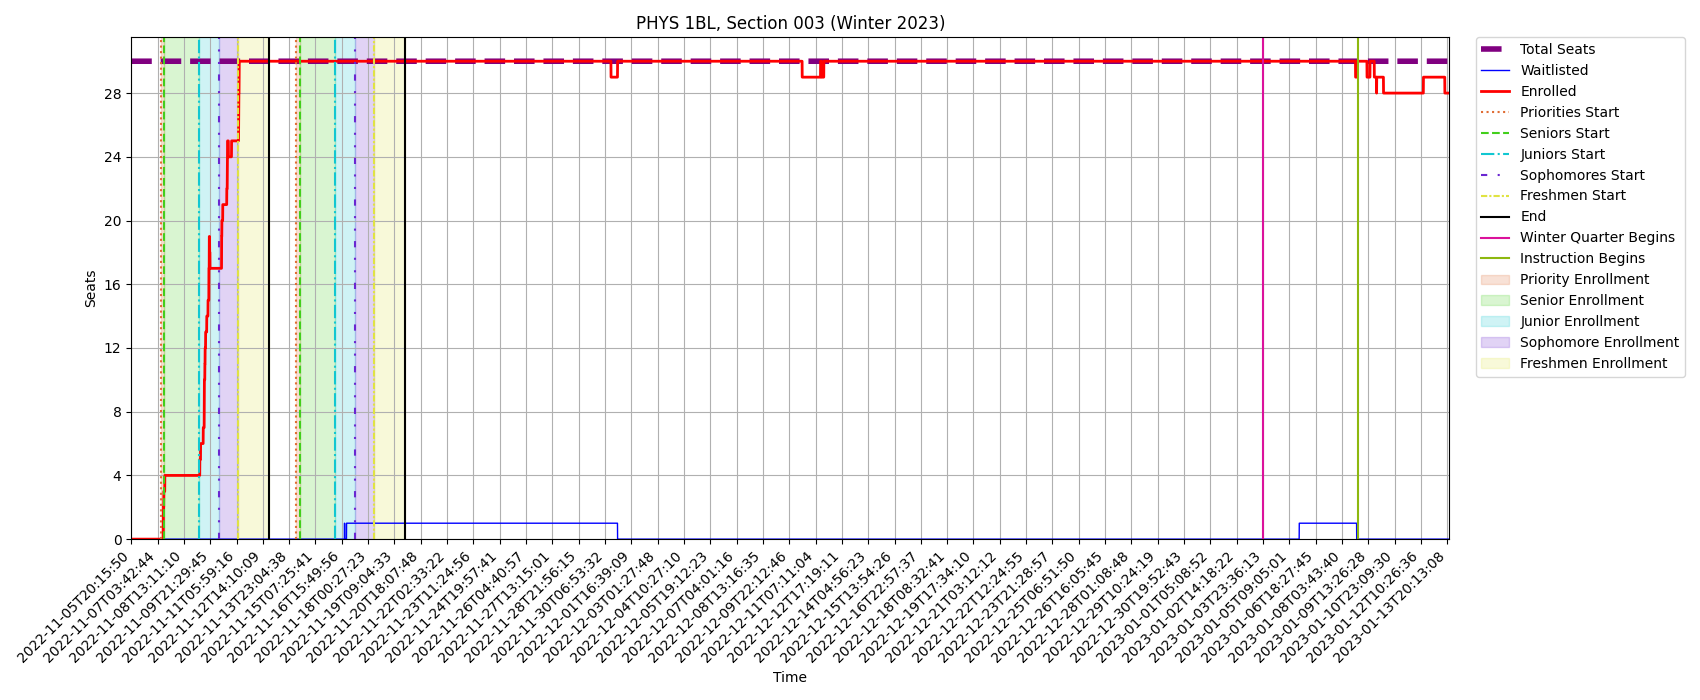 PHYS 1BL, Section 003 (Winter 2023)
Seats
28
24
20
16
12
8
4
0
2022-11-05T20:15:50
2022-11-07T03:42:44
2022-11-08T13:11:10
2022-11-09T21:29:45
2022-11-11T05:59:16
2022-11-12T14:10:09
2022-11-13T23:04:38
2022-11-15T07:25:41
2022-11-16T15:49:56
2022-11-18T00:27:23
2022-11-19T09:04:33
2022-11-20T18:07:48
2022-11-22T02:33:22
2022-11-23T11:24:56
2022-11-24T19:57:41
2022-11-26T04:40:57
2022-11-27T13:15:01
2022-11-28T21:56:15
2022-11-30T06:53:32
2022-12-01T16:39:09
2022-12-03T01:27:48
2022-12-04T10:27:10
2022-12-05T19:12:23
2022-12-07T04:01:16
2022-12-08T13:16:35
2022-12-09T22:12:46
2022-12-11T07:11:04
2022-12-12T17:19:11
2022-12-14T04:56:23
2022-12-15T13:54:26
2022-12-16T22:57:37
2022-12-18T08:32:41
2022-12-19T17:34:10
2022-12-21T03:12:12
2022-12-22T12:24:55
2022-12-23T21:28:57
2022-12-25T06:51:50
2022-12-26T16:05:45
2022-12-28T01:08:48
2022-12-29T10:24:19
2022-12-30T19:52:43
2023-01-01T05:08:52
2023-01-02T14:18:22
2023-01-03T23:36:13
2023-01-05T09:05:01
2023-01-06T18:27:45
2023-01-08T03:43:40
2023-01-09T13:26:28
2023-01-10T23:09:30
2023-01-12T10:26:36
2023-01-13T20:13:08
Time
Total Seats
Waitlisted
Enrolled
Priorities Start
Seniors Start
Juniors Start
Sophomores Start
Freshmen Start
End
Winter Quarter Begins
Instruction Begins
Priority Enrollment
Senior Enrollment
Junior Enrollment
Sophomore Enrollment
Freshmen Enrollment